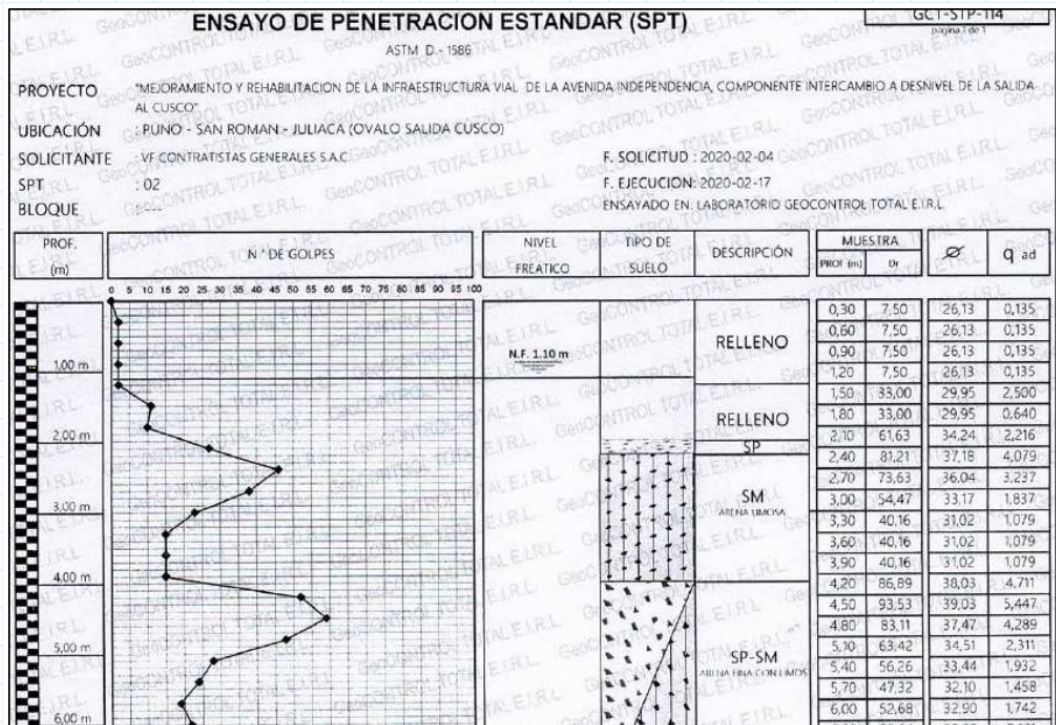 ENSAYO DE PENETRACION ESTANDAR (SPT)
GCT-STP-114
pagina 1 de 1
ASTM D - 1586
PROYECTO "MEJORAMIENTO Y REHABILITACION DE LA INFRAESTRUCTURA VIAL DE LA AVENIDA INDEPENDENCIA, COMPONENTE INTERCAMBIO A DESNIVEL DE LA SALIDA
AL CUSCO"
UBICACIÓN : PUNO - SAN ROMAN - JULIACA (OVALO SALIDA CUSCO)
SOLICITANTE : VF CONTRATISTAS GENERALES S.A.C. F. SOLICITUD : 2020-02-04
SPT : 02 F. EJECUCION: 2020-02-17
BLOQUE : --- ENSAYADO EN: LABORATORIO GEOCONTROL TOTAL E.I.R.L.
PROF. (m) N° DE GOLPES NIVEL FREATICO TIPO DE SUELO DESCRIPCIÓN MUESTRA PROF (m) Dr Ø q ad
0 5 10 15 20 25 30 35 40 45 50 55 60 65 70 75 80 85 90 95 100
0,30 7,50 26,13 0,135
RELLENO
0,60 7,50 26,13 0,135
N.F. 1.10 m
0,90 7,50 26,13 0,135
1,00 m
1,20 7,50 26,13 0,135
1,50 33,00 29,95 2,500
RELLENO
1,80 33,00 29,95 0,640
2,00 m
SP
2,10 61,63 34,24 2,216
2,40 81,21 37,18 4,079
2,70 73,63 36,04 3,237
SM
ARENA LIMOSA
3,00 m
3,00 54,47 33,17 1,837
3,30 40,16 31,02 1,079
3,60 40,16 31,02 1,079
3,90 40,16 31,02 1,079
4,00 m
4,20 86,89 38,03 4,711
4,50 93,53 39,03 5,447
4,80 83,11 37,47 4,289
5,00 m
5,10 63,42 34,51 2,311
SP-SM
ARENA FINA CON LIMOS
5,40 56,26 33,44 1,932
5,70 47,32 32,10 1,458
6,00 m
6,00 52,68 32,90 1,742
GeoCONTROL TOTAL E.I.R.L.